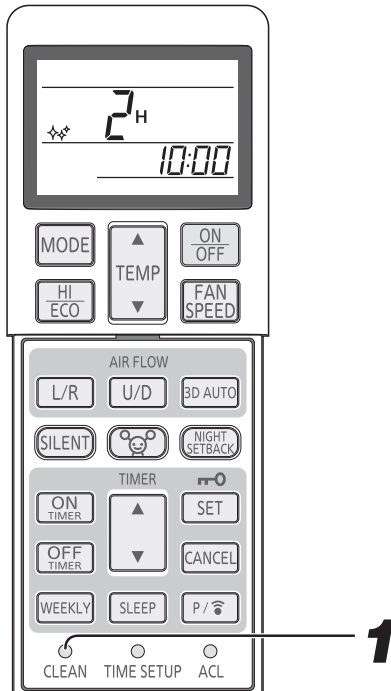 2H
10:00
MODE TEMP ON
OFF
HI
ECO
FAN
SPEED
AIR FLOW
L/R U/D 3D AUTO
SILENT NIGHT
SETBACK
TIMER
ON
TIMER
SET
OFF
TIMER
CANCEL
WEEKLY SLEEP P/
CLEAN TIME SETUP ACL
1